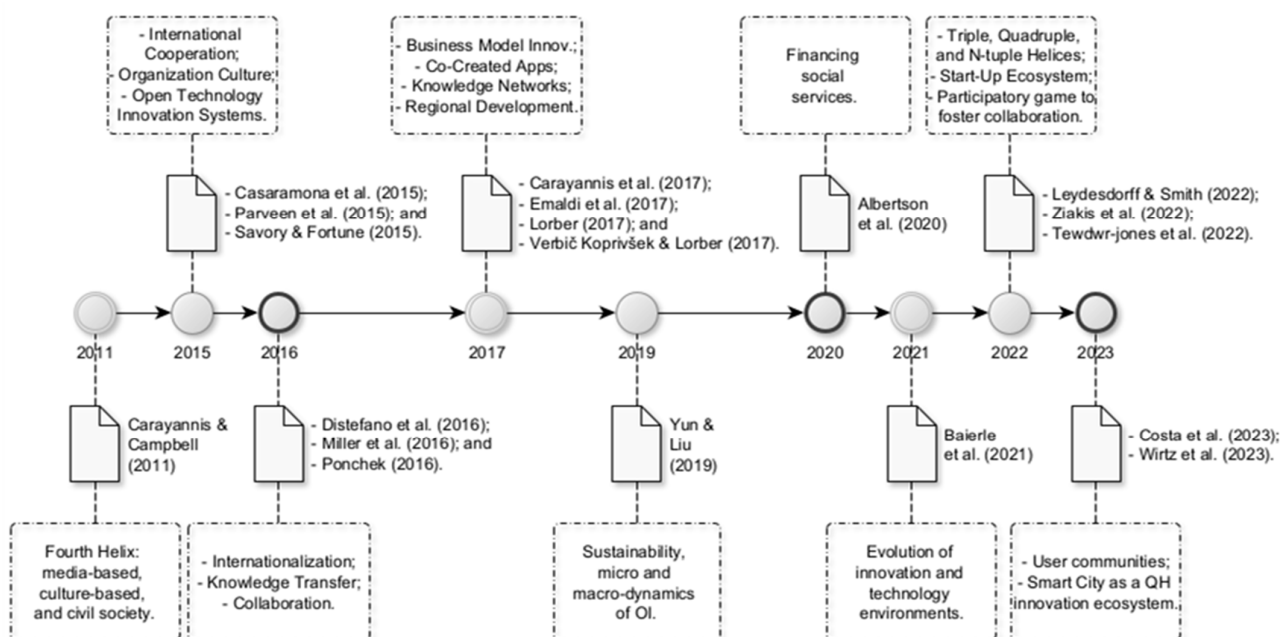 - International
Cooperation;
- Organization Culture;
- Open Technology
Innovation Systems.
- Business Model Innov.;
- Co-Created Apps;
- Knowledge Networks;
- Regional Development.
Financing
social
services.
- Triple, Quadruple,
and N-tuple Helices;
- Start-Up Ecosystem;
- Participatory game to
foster collaboration.
- Casaramona et al. (2015);
- Parveen et al. (2015); and
- Savory & Fortune (2015).
- Carayannis et al. (2017);
- Emaldi et al. (2017);
- Lorber (2017); and
- Verbič Koprivšek & Lorber (2017).
Albertson
et al. (2020)
- Leydesdorff & Smith (2022);
- Ziakis et al. (2022);
- Tewdwr-jones et al. (2022).
2011
2015
2016
2017
2019
2020
2021
2022
2023
Carayannis &
Campbell
(2011)
- Distefano et al. (2016);
- Miller et al. (2016); and
- Ponchek (2016).
Yun &
Liu
(2019)
Baierle
et al. (2021)
- Costa et al. (2023);
- Wirtz et al. (2023).
Fourth Helix:
media-based,
culture-based,
and civil society.
- Internationalization;
- Knowledge Transfer;
- Collaboration.
Sustainability,
micro and
macro-dynamics
of OI.
Evolution of
innovation and
technology
environments.
- User communities;
- Smart City as a QH
innovation ecosystem.